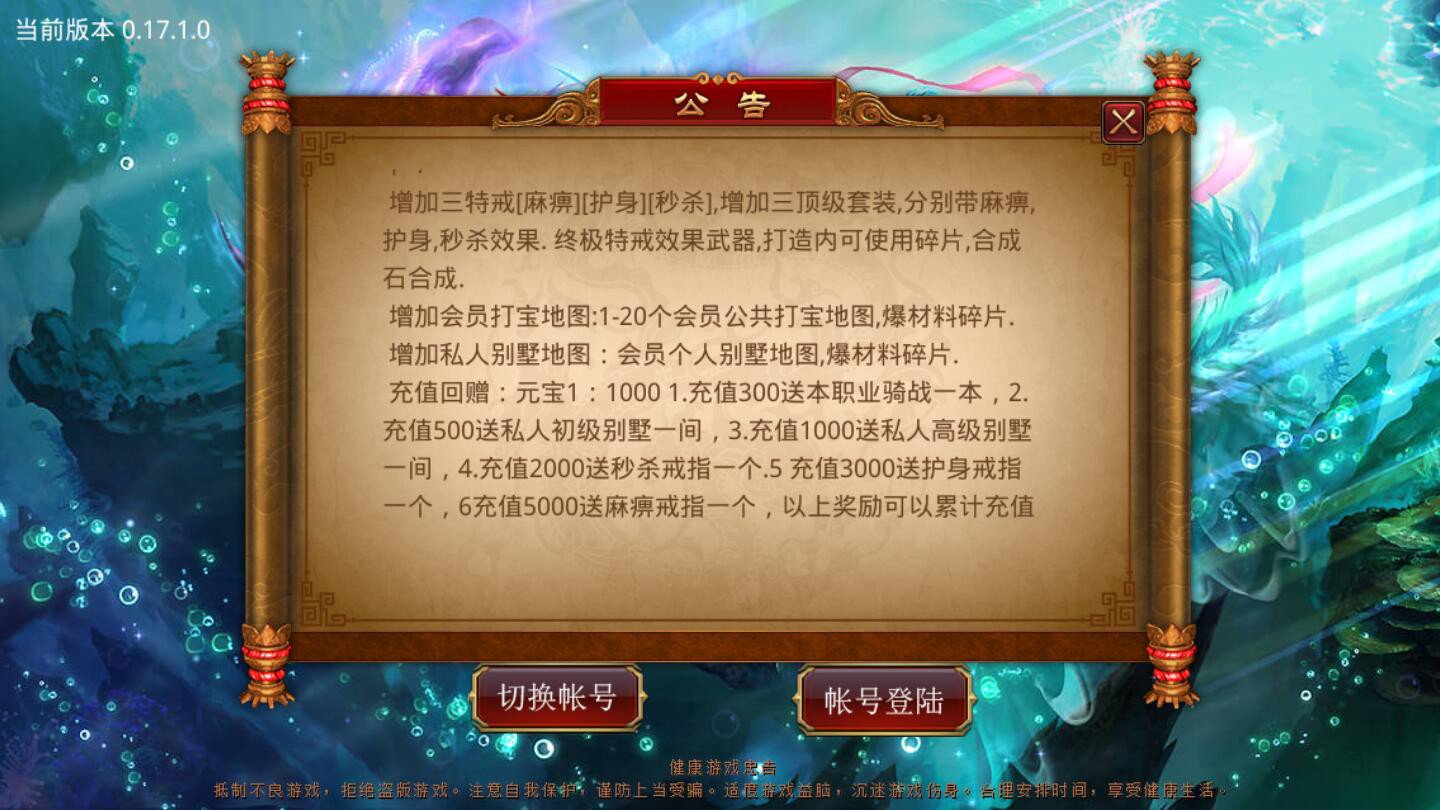 当前版本 0.17.1.0
公 告
增加三特戒[麻痹][护身][秒杀],增加三顶级套装,分别带麻痹,
护身,秒杀效果. 终极特戒效果武器,打造内可使用碎片,合成
石合成.
增加会员打宝地图:1-20个会员公共打宝地图,爆材料碎片.
增加私人别墅地图：会员个人别墅地图,爆材料碎片.
充值回赠：元宝1：1000 1.充值300送本职业骑战一本，2.
充值500送私人初级别墅一间，3.充值1000送私人高级别墅
一间，4.充值2000送秒杀戒指一个.5 充值3000送护身戒指
一个，6充值5000送麻痹戒指一个，以上奖励可以累计充值
切换帐号
帐号登陆
健康游戏忠告
抵制不良游戏，拒绝盗版游戏。注意自我保护，谨防上当受骗。适度游戏益脑，沉迷游戏伤身。合理安排时间，享受健康生活。